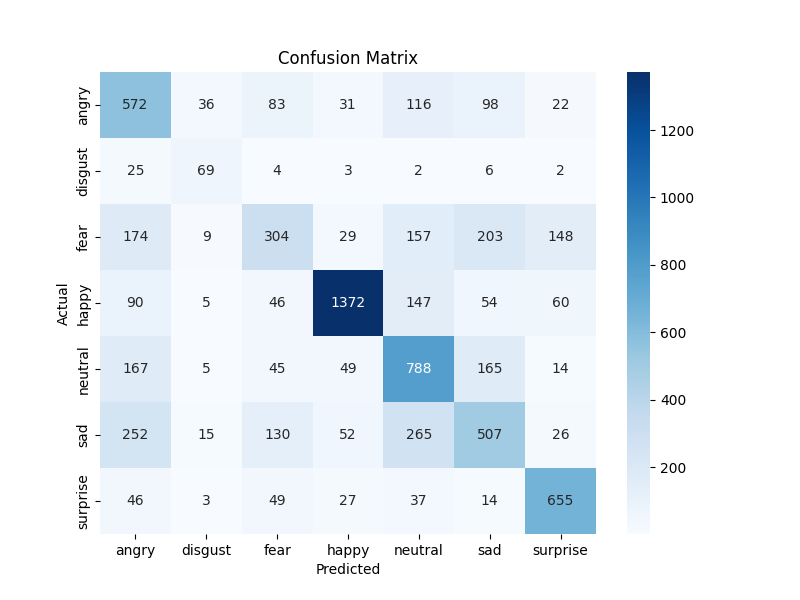 Confusion Matrix
angry 572 36 83 31 116 98 22
disgust 25 69 4 3 2 6 2
fear 174 9 304 29 157 203 148
happy 90 5 46 1372 147 54 60
neutral 167 5 45 49 788 165 14
sad 252 15 130 52 265 507 26
surprise 46 3 49 27 37 14 655
angry disgust fear happy neutral sad surprise
Predicted
Actual
1200
1000
800
600
400
200